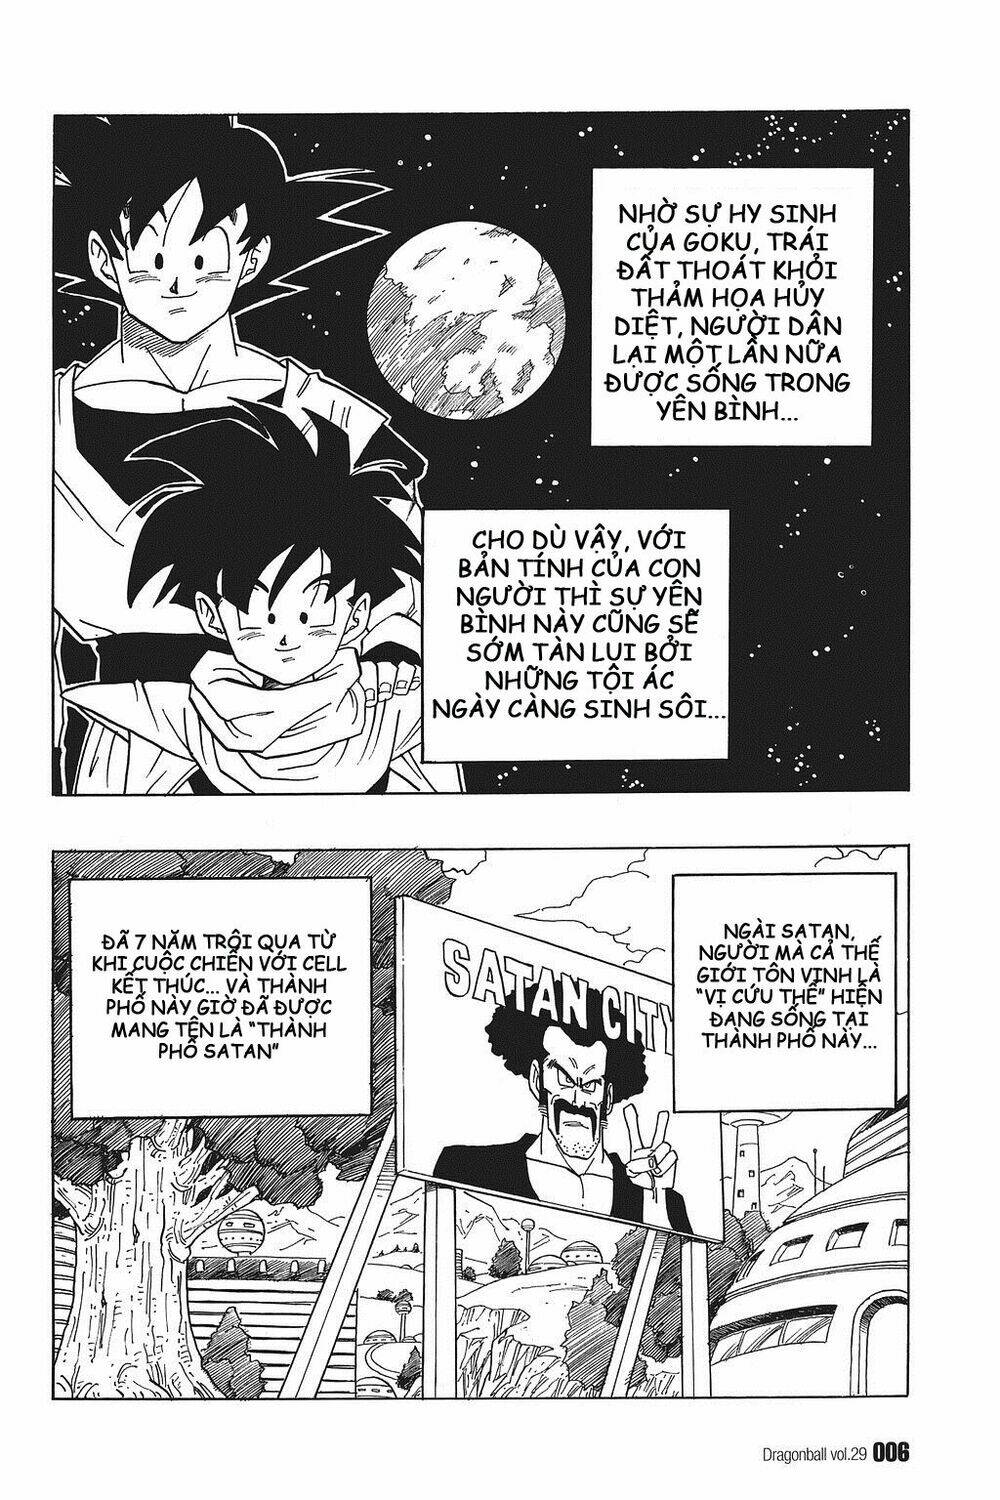 NHỜ SỰ HY SINH
CỦA GOKU, TRÁI
ĐẤT THOÁT KHỎI
THẢM HỌA HỦY
DIỆT, NGƯỜI DÂN
LẠI MỘT LẦN NỮA
ĐƯỢC SỐNG TRONG
YÊN BÌNH...
CHO DÙ VẬY, VỚI
BẢN TÍNH CỦA CON
NGƯỜI THÌ SỰ YÊN
BÌNH NÀY CŨNG SẼ
SỚM TÀN LỤI BỞI
NHỮNG TỘI ÁC
NGÀY CÀNG SINH SÔI...
ĐÃ 7 NĂM TRÔI QUA TỪ
KHI CUỘC CHIẾN VỚI CELL
KẾT THÚC... VÀ THÀNH
PHỐ NÀY GIỜ ĐÃ ĐƯỢC
MANG TÊN LÀ "THÀNH
PHỐ SATAN"
SATAN CITY
NGÀI SATAN,
NGƯỜI MÀ CẢ THẾ
GIỚI TÔN VINH LÀ
"VỊ CỨU THẾ" HIỆN
ĐANG SỐNG TẠI
THÀNH PHỐ NÀY...
Dragonball vol.29 006